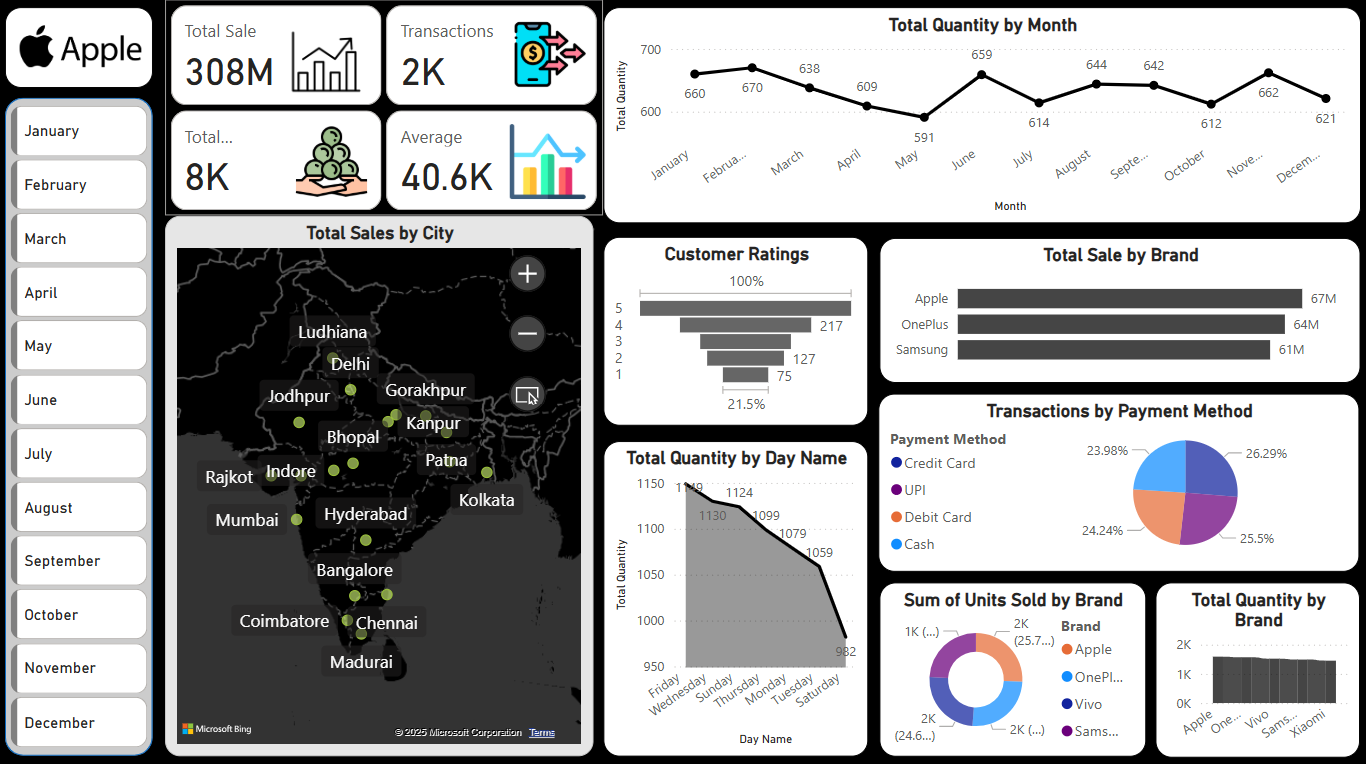 Apple
January
February
March
April
May
June
July
August
September
October
November
December
Total Sale
308M
Transactions
2K
Total...
8K
Average
40.6K
Total Sales by City
Ludhiana
Delhi
Jodhpur
Gorakhpur
Kanpur
Bhopal
Patna
Rajkot
Indore
Kolkata
Mumbai
Hyderabad
Bangalore
Coimbatore
Chennai
Madurai
Microsoft Bing
© 2025 Microsoft Corporation Terms
Total Quantity by Month
Total Quantity
700
600
660
670
638
609
591
659
614
644
642
612
662
621
January
Februa...
March
April
May
June
July
August
Septe...
October
Nove...
Decem...
Month
Customer Ratings
100%
5
4
217
3
2
127
1
75
21.5%
Total Sale by Brand
Apple
67M
OnePlus
64M
Samsung
61M
Transactions by Payment Method
Payment Method
Credit Card
UPI
Debit Card
Cash
23.98%
26.29%
24.24%
25.5%
Total Quantity by Day Name
Total Quantity
1150
1100
1050
1000
950
1149
1130
1124
1099
1079
1059
982
Friday
Wednesday
Sunday
Thursday
Monday
Tuesday
Saturday
Day Name
Sum of Units Sold by Brand
2K
(25.7...)
1K (...)
2K
(24.6...)
2K (...)
Brand
Apple
OnePl...
Vivo
Sams...
Total Quantity by
Brand
2K
1K
0K
Apple
One...
Vivo
Sams...
Xiaomi